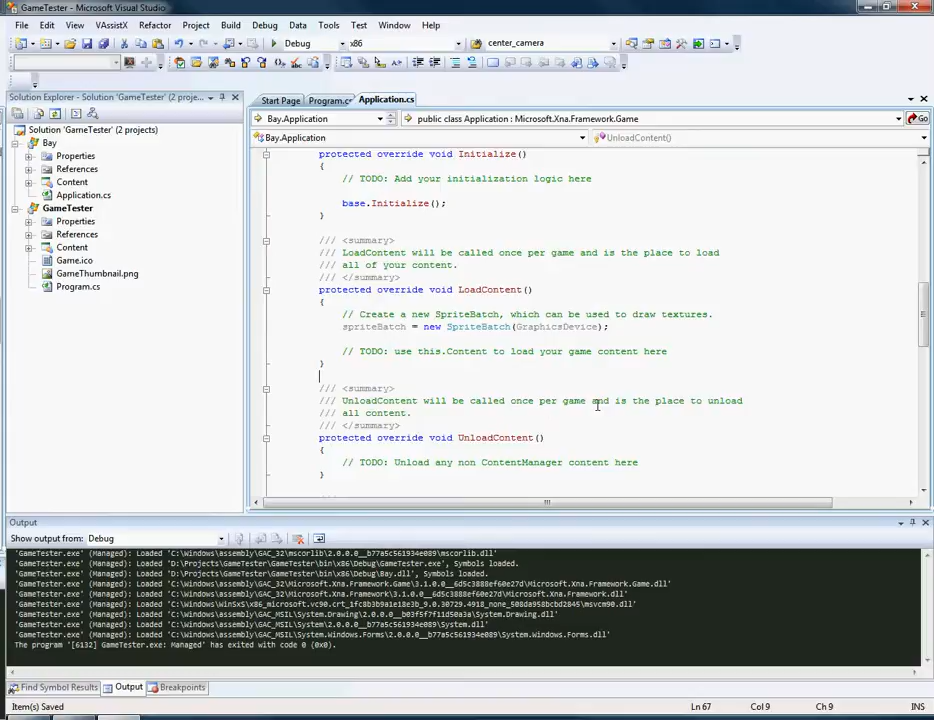 GameTester - Microsoft Visual Studio
File Edit View VAssistX Refactor Project Build Debug Data Tools Test Window Help
Debug x86 center_camera
Solution Explorer - Solution 'GameTester' (2 proje...
Start Page Program.cs Application.cs
Bay.Application public class Application : Microsoft.Xna.Framework.Game Go
Bay.Application UnloadContent()
Solution 'GameTester' (2 projects)
Bay
Properties
References
Content
Application.cs
GameTester
Properties
References
Content
Game.ico
GameThumbnail.png
Program.cs
protected override void Initialize()
{
// TODO: Add your initialization logic here
base.Initialize();
}
/// <summary>
/// LoadContent will be called once per game and is the place to load
/// all of your content.
/// </summary>
protected override void LoadContent()
{
// Create a new SpriteBatch, which can be used to draw textures.
spriteBatch = new SpriteBatch(GraphicsDevice);
// TODO: use this.Content to load your game content here
}
/// <summary>
/// UnloadContent will be called once per game and is the place to unload
/// all content.
/// </summary>
protected override void UnloadContent()
{
// TODO: Unload any non ContentManager content here
}
Output
Show output from: Debug
'GameTester.exe' (Managed): Loaded 'C:\Windows\assembly\GAC_32\mscorlib\2.0.0.0__b77a5c561934e089\mscorlib.dll'
'GameTester.exe' (Managed): Loaded 'D:\Projects\GameTester\GameTester\bin\x86\Debug\GameTester.exe', Symbols loaded.
'GameTester.exe' (Managed): Loaded 'D:\Projects\GameTester\GameTester\bin\x86\Debug\Bay.dll', Symbols loaded.
'GameTester.exe' (Managed): Loaded 'C:\Windows\assembly\GAC_32\Microsoft.Xna.Framework.Game\3.1.0.0__6d5c3888ef60e27d\Microsoft.Xna.Framework.Game.dll'
'GameTester.exe' (Managed): Loaded 'C:\Windows\assembly\GAC_32\Microsoft.Xna.Framework\3.1.0.0__6d5c3888ef60e27d\Microsoft.Xna.Framework.dll'
'GameTester.exe' (Managed): Loaded 'C:\Windows\WinSxS\x86_microsoft.vc90.crt_1fc8b3b9a1e18e3b_9.0.30729.4918_none_508da958bcbd2845\msvcm90.dll'
'GameTester.exe' (Managed): Loaded 'C:\Windows\assembly\GAC_MSIL\System.Drawing\2.0.0.0__b03f5f7f11d50a3a\System.Drawing.dll'
'GameTester.exe' (Managed): Loaded 'C:\Windows\assembly\GAC_MSIL\System\2.0.0.0__b77a5c561934e089\System.dll'
'GameTester.exe' (Managed): Loaded 'C:\Windows\assembly\GAC_MSIL\System.Windows.Forms\2.0.0.0__b77a5c561934e089\System.Windows.Forms.dll'
The program '[6132] GameTester.exe: Managed' has exited with code 0 (0x0).
Find Symbol Results Output Breakpoints
Item(s) Saved Ln 67 Col 9 Ch 9 INS